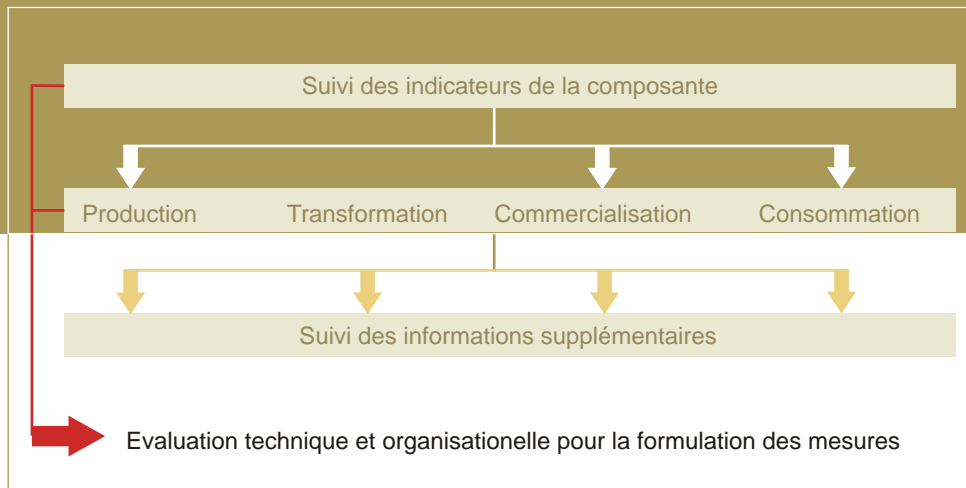 Suivi des indicateurs de la composante
Production Transformation Commercialisation Consommation
Suivi des informations supplémentaires
Evaluation technique et organisationelle pour la formulation des mesures